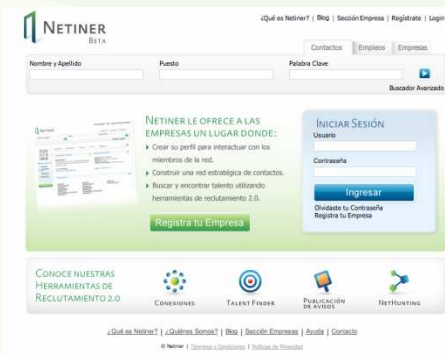 ¿Qué es Netiner? | Blog | Sección Empresa | Regístrate | Login
NETINER
BETA
Contactos Empleos Empresas
Nombre y Apellido Puesto Palabra Clave
Buscador Avanzado
NETINER LE OFRECE A LAS
EMPRESAS UN LUGAR DONDE:
Crear su perfil para interactuar con los
miembros de la red.
Construir una red estratégica de contactos.
Buscar y encontrar talento utilizando
herramientas de reclutamiento 2.0.
Registra tu Empresa
INICIAR SESIÓN
Usuario
Contraseña
Ingresar
Olvidaste tu Contraseña
Registra tu Empresa
CONOCE NUESTRAS
HERRAMIENTAS DE
RECLUTAMIENTO 2.0
CONEXIONES
TALENT FINDER
PUBLICACIÓN
DE AVISOS
NETHUNTING
¿Qué es Netiner? | ¿Quiénes Somos? | Blog | Sección Empresas | Ayuda | Contacto
© Netiner | Términos y Condiciones | Políticas de Privacidad